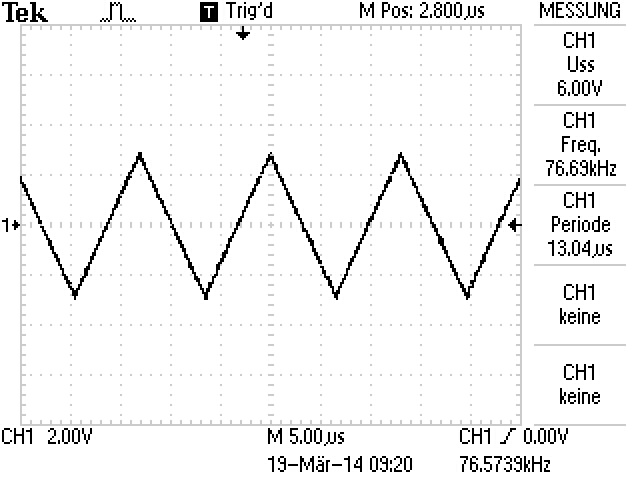 Tek T Trig'd M Pos: 2.800µs MESSUNG
CH1
Uss
6.00V
CH1
Freq.
76.69kHz
CH1
Periode
13.04µs
CH1
keine
CH1
keine
1
CH1 2.00V M 5.00µs CH1 0.00V
19-Mär-14 09:20 76.5739kHz